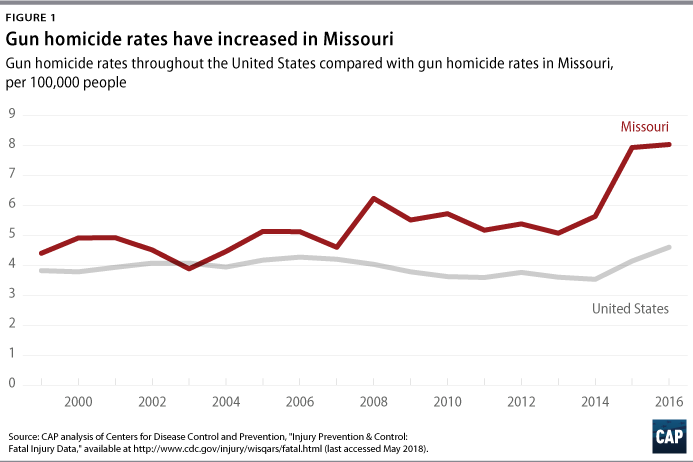 FIGURE 1
Gun homicide rates have increased in Missouri
Gun homicide rates throughout the United States compared with gun homicide rates in Missouri,
per 100,000 people
9
8
7
6
5
4
3
2
1
0
Missouri
United States
2000 2002 2004 2006 2008 2010 2012 2014 2016
Source: CAP analysis of Centers for Disease Control and Prevention, "Injury Prevention & Control:
Fatal Injury Data," available at http://www.cdc.gov/injury/wisqars/fatal.html (last accessed May 2018).
CAP